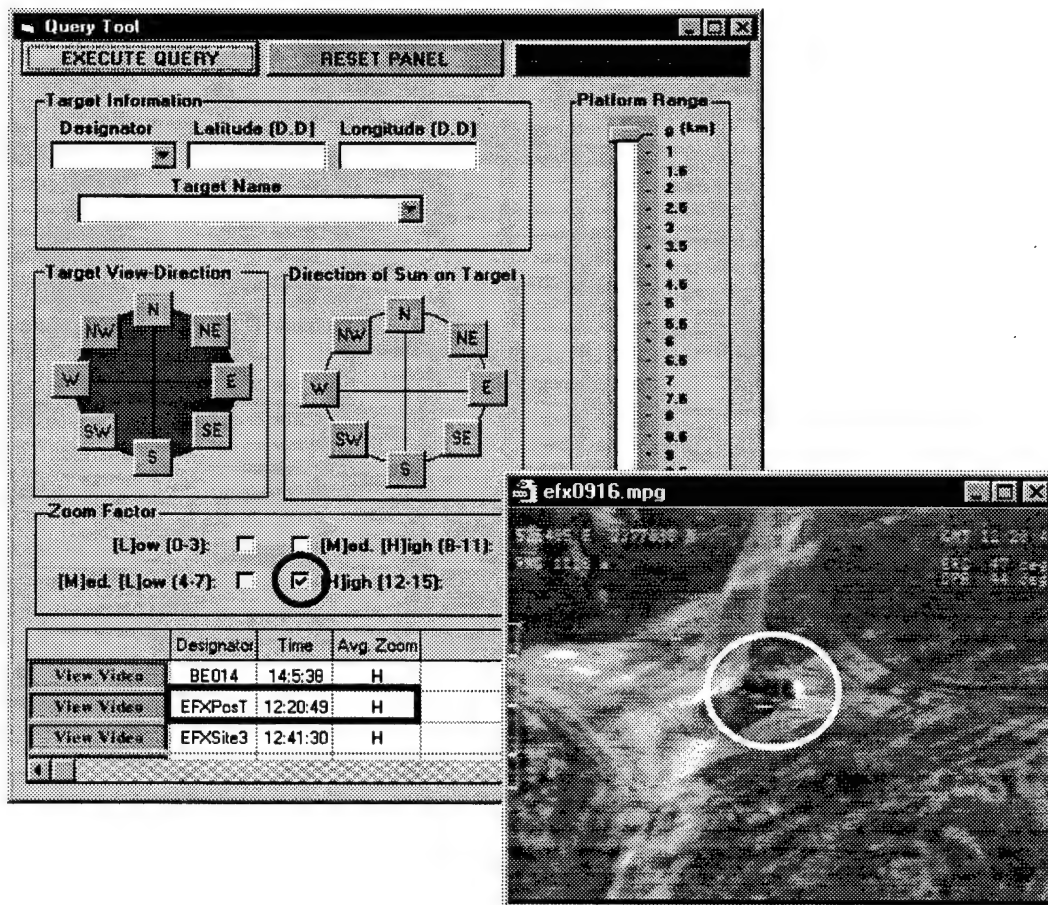 Query Tool
EXECUTE QUERY RESET PANEL
Target Information
Designator Latitude (D.D) Longitude (D.D)
Target Name
Platform Range
0 (km)
1
1.5
2
2.5
3
3.5
4
4.5
5
5.5
6
6.5
7
7.5
8
8.5
9
Target View-Direction
N
NW NE
W E
SW SE
S
Direction of Sun on Target
N
NW NE
W E
SW SE
S
Zoom Factor
[L]ow (0-3): [M]ed. [H]igh (8-11):
[M]ed. [L]ow (4-7): [H]igh (12-15):
Designator Time Avg. Zoom
View Video BE014 14:5:38 H
View Video EFXPosT 12:20:49 H
View Video EFXSite3 12:41:30 H
efx0916.mpg